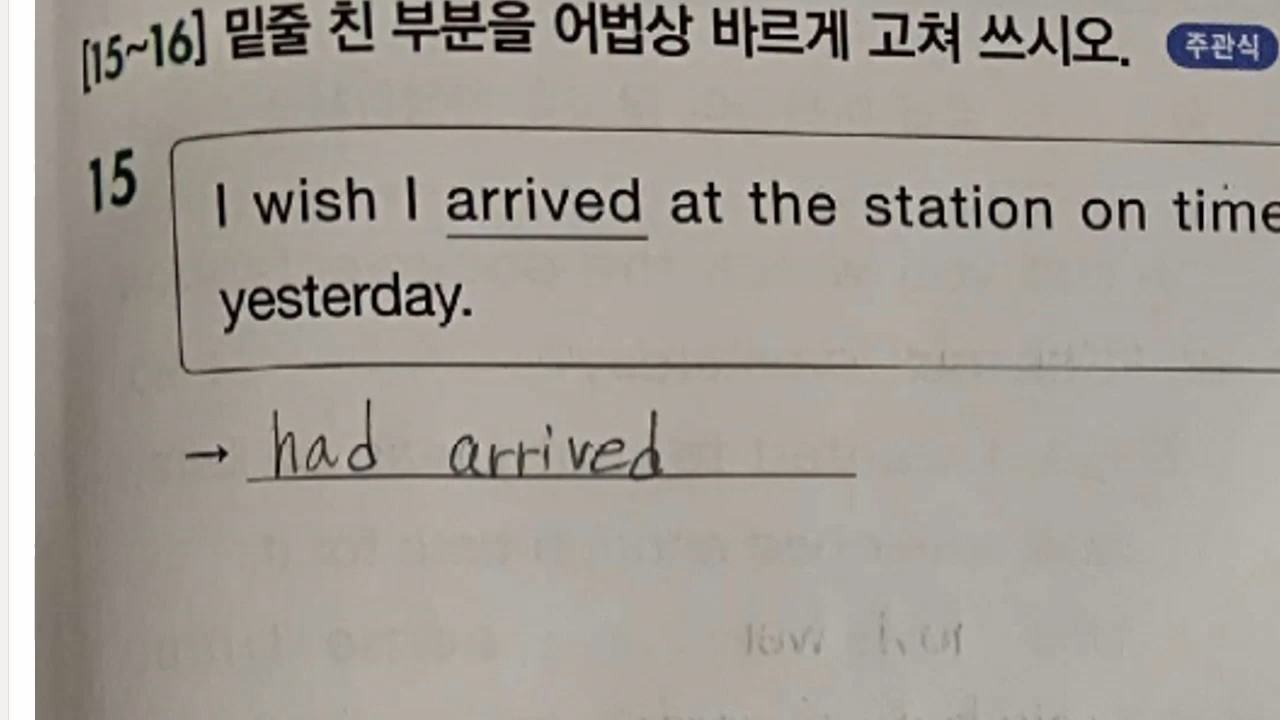 [15~16] 밑줄 친 부분을 어법상 바르게 고쳐 쓰시오. 주관식
15 I wish I arrived at the station on time
yesterday.
→ had arrived